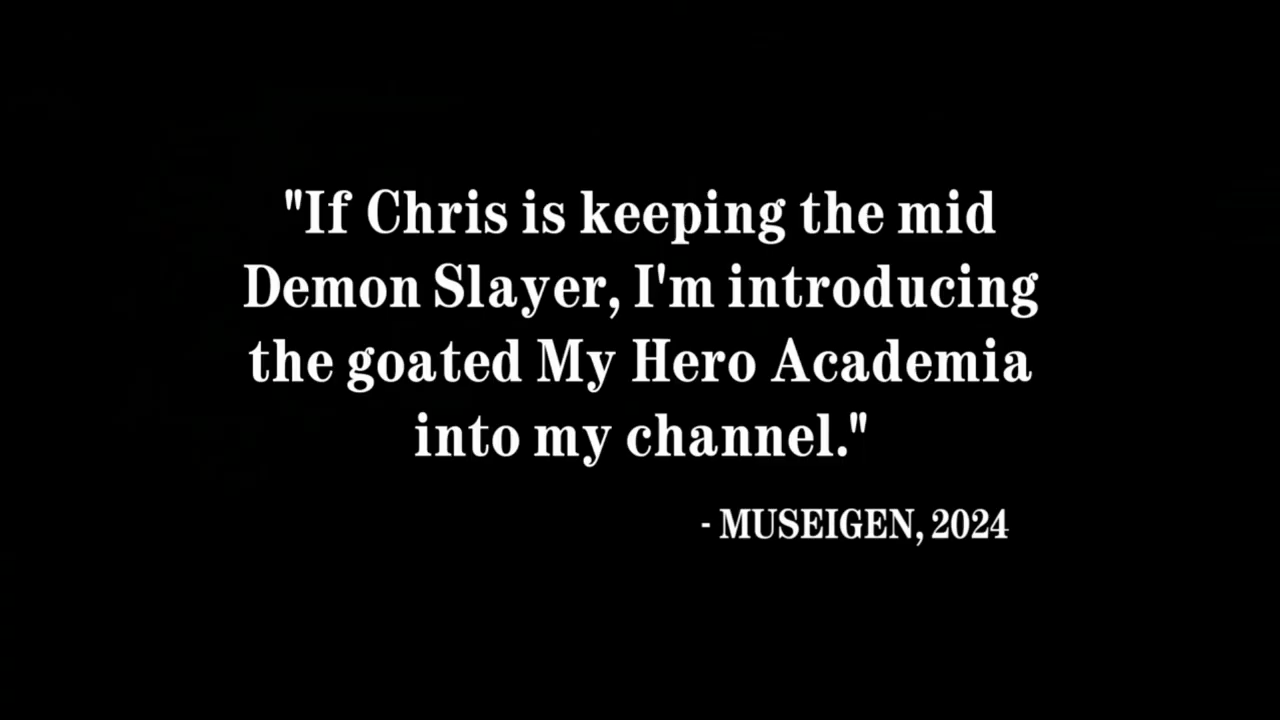 "If Chris is keeping the mid
Demon Slayer, I'm introducing
the goated My Hero Academia
into my channel."
- MUSEIGEN, 2024